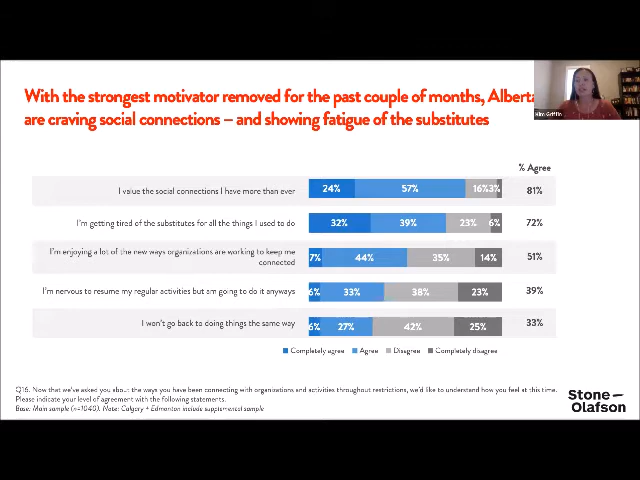 With the strongest motivator removed for the past couple of months, Alberta
are craving social connections – and showing fatigue of the substitutes
Kim Griffin
% Agree
I value the social connections I have more than ever 24% 57% 16% 3% 81%
I'm getting tired of the substitutes for all the things I used to do 32% 39% 23% 6% 72%
I'm enjoying a lot of the new ways organizations are working to keep me
connected 7% 44% 35% 14% 51%
I'm nervous to resume my regular activities but am going to do it anyways 6% 33% 38% 23% 39%
I won't go back to doing things the same way 6% 27% 42% 25% 33%
Completely agree Agree Disagree Completely disagree
Q16. Now that we've asked you about the ways you have been connecting with organizations and activities throughout restrictions, we'd like to understand how you feel at this time.
Please indicate your level of agreement with the following statements.
Base: Main sample (n=1040). Note: Calgary + Edmonton include supplemental sample
Stone–
Olafson